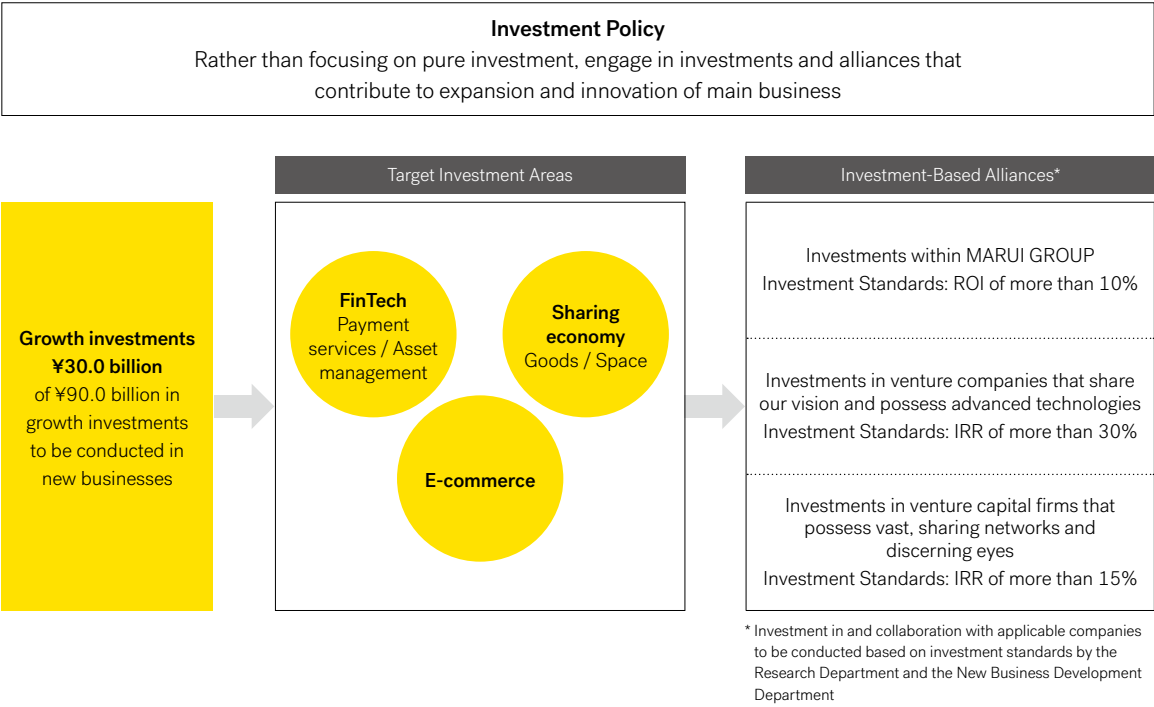 Investment Policy
Rather than focusing on pure investment, engage in investments and alliances that
contribute to expansion and innovation of main business
Growth investments
¥30.0 billion
of ¥90.0 billion in
growth investments
to be conducted in
new businesses
Target Investment Areas
FinTech
Payment
services / Asset
management
Sharing
economy
Goods / Space
E-commerce
Investment-Based Alliances*
Investments within MARUI GROUP
Investment Standards: ROI of more than 10%
Investments in venture companies that share
our vision and possess advanced technologies
Investment Standards: IRR of more than 30%
Investments in venture capital firms that
possess vast, sharing networks and
discerning eyes
Investment Standards: IRR of more than 15%
* Investment in and collaboration with applicable companies
to be conducted based on investment standards by the
Research Department and the New Business Development
Department